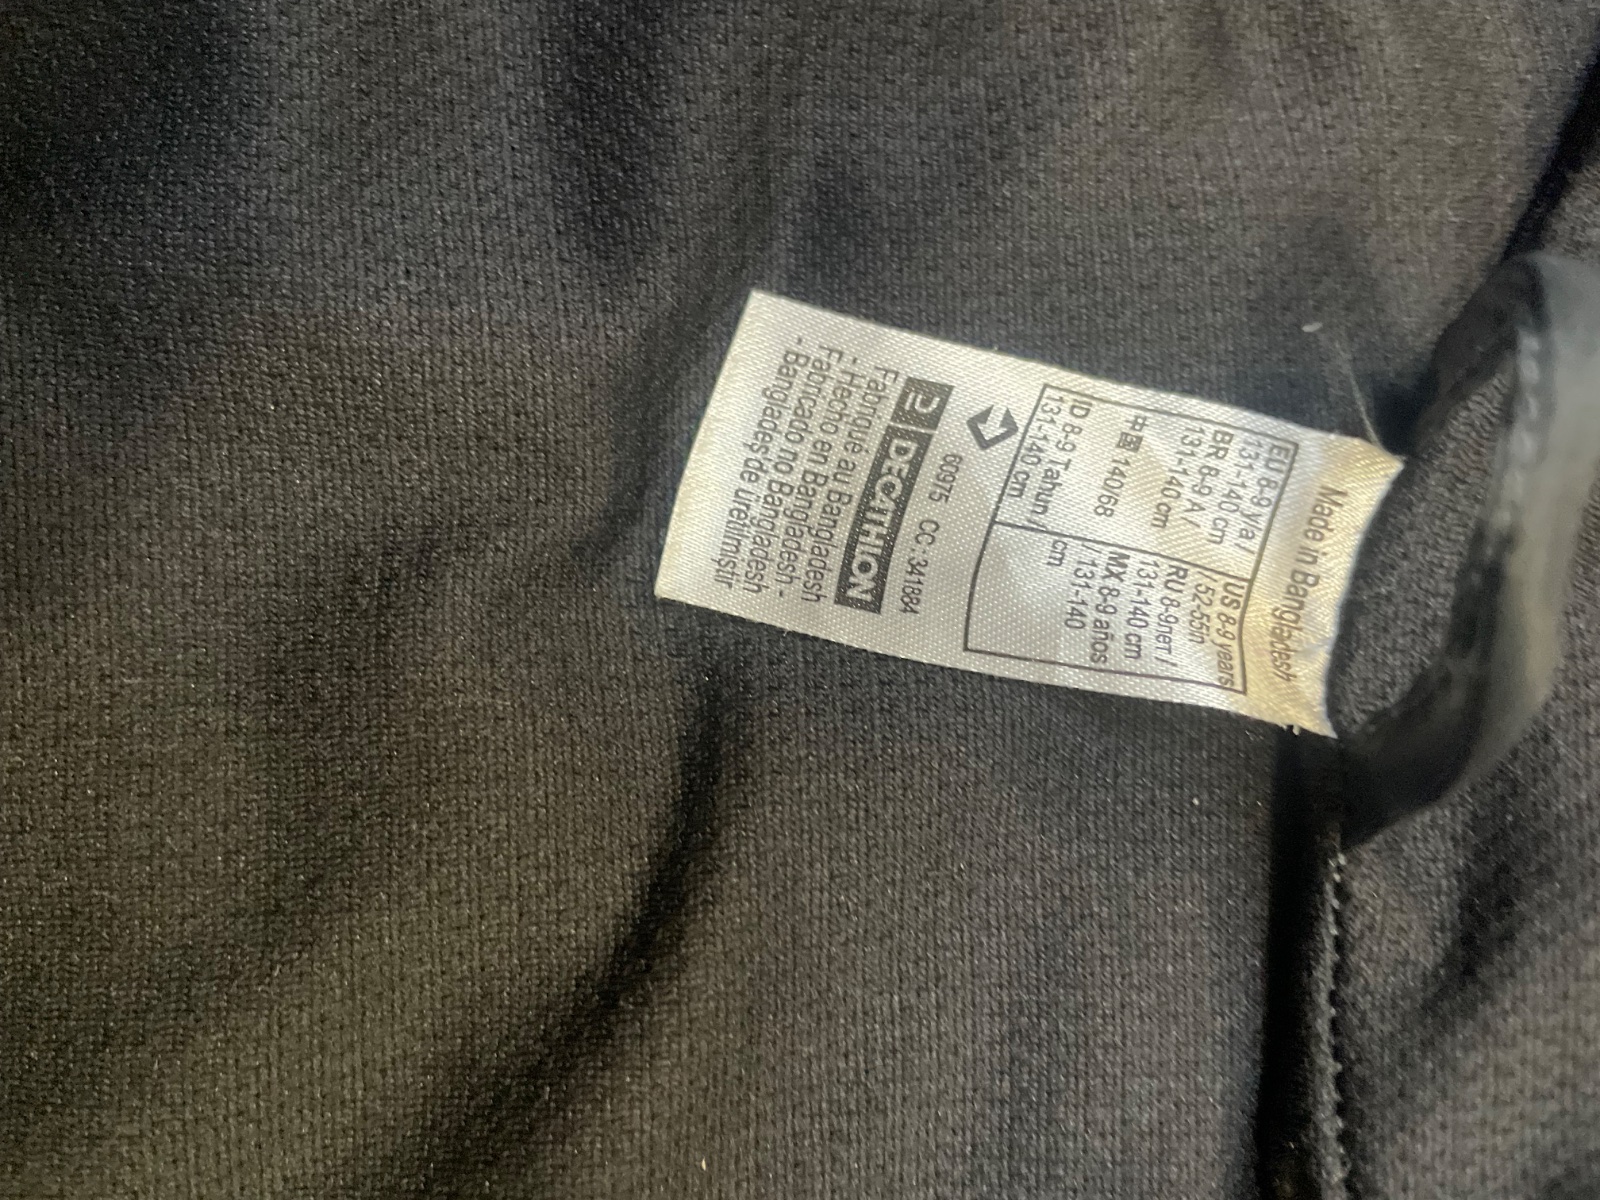 Made in Bangladesh
EU 8-9 ya /
131-140 cm
BR 8-9 A /
131-140 cm
中国 140/68
ID 8-9 Tahun /
131-140 cm
US 8-9 years
/ 52-55in
RU 8-9лет /
131-140 cm
MX 8-9 años
/ 131-140
cm
60975 CC: 341884
DECATHLON
Fabriqué au Bangladesh
- Hecho en Bangladesh -
Fabricado no Bangladesh
- Bangladeş de üretilmiştir